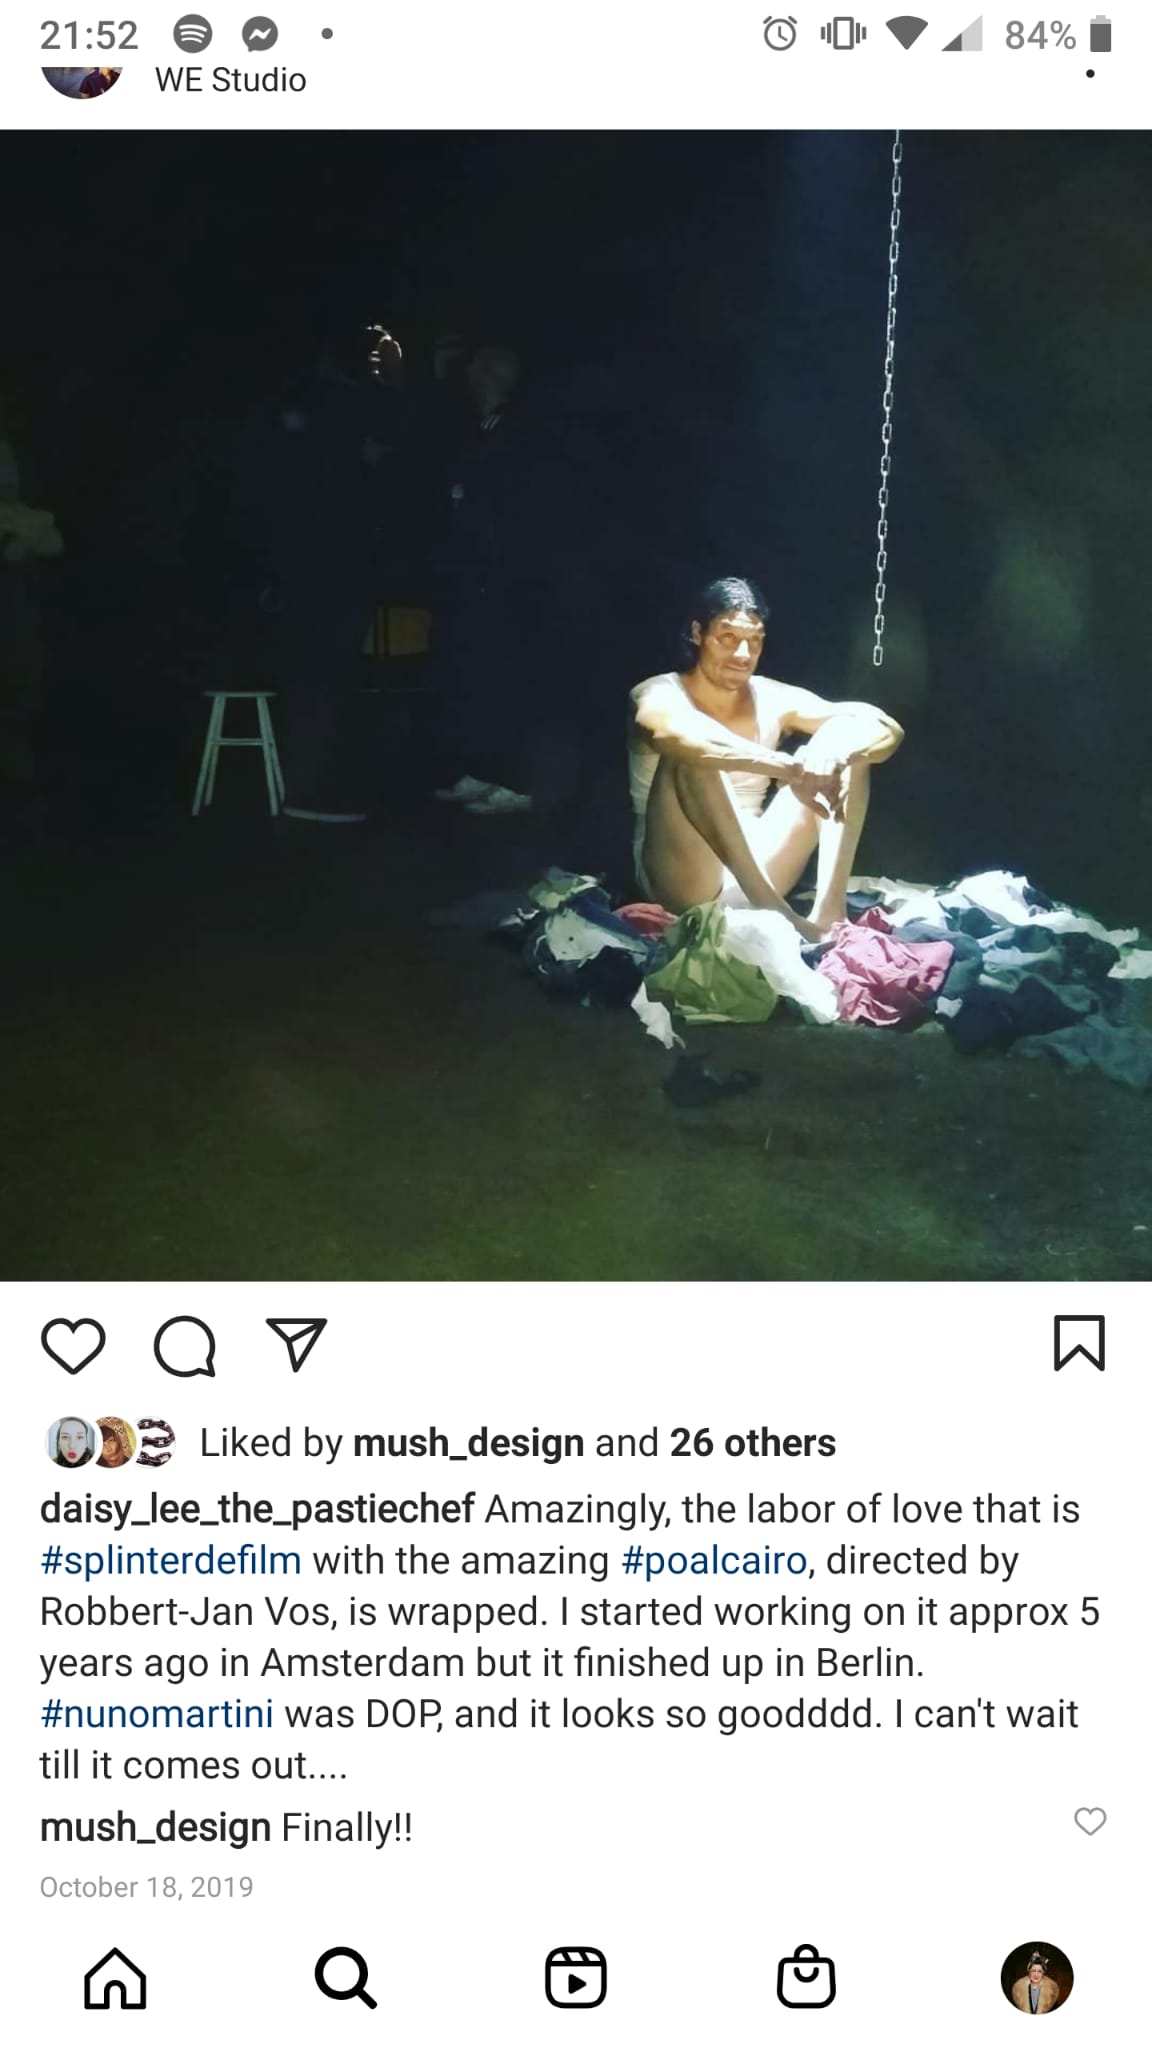 21:52
84%
WE Studio
Liked by mush_design and 26 others
daisy_lee_the_pastiechef Amazingly, the labor of love that is
#splinterdefilm with the amazing #poalcairo, directed by
Robbert-Jan Vos, is wrapped. I started working on it approx 5
years ago in Amsterdam but it finished up in Berlin.
#nunomartini was DOP, and it looks so goodddd. I can't wait
till it comes out....
mush_design Finally!!
October 18, 2019